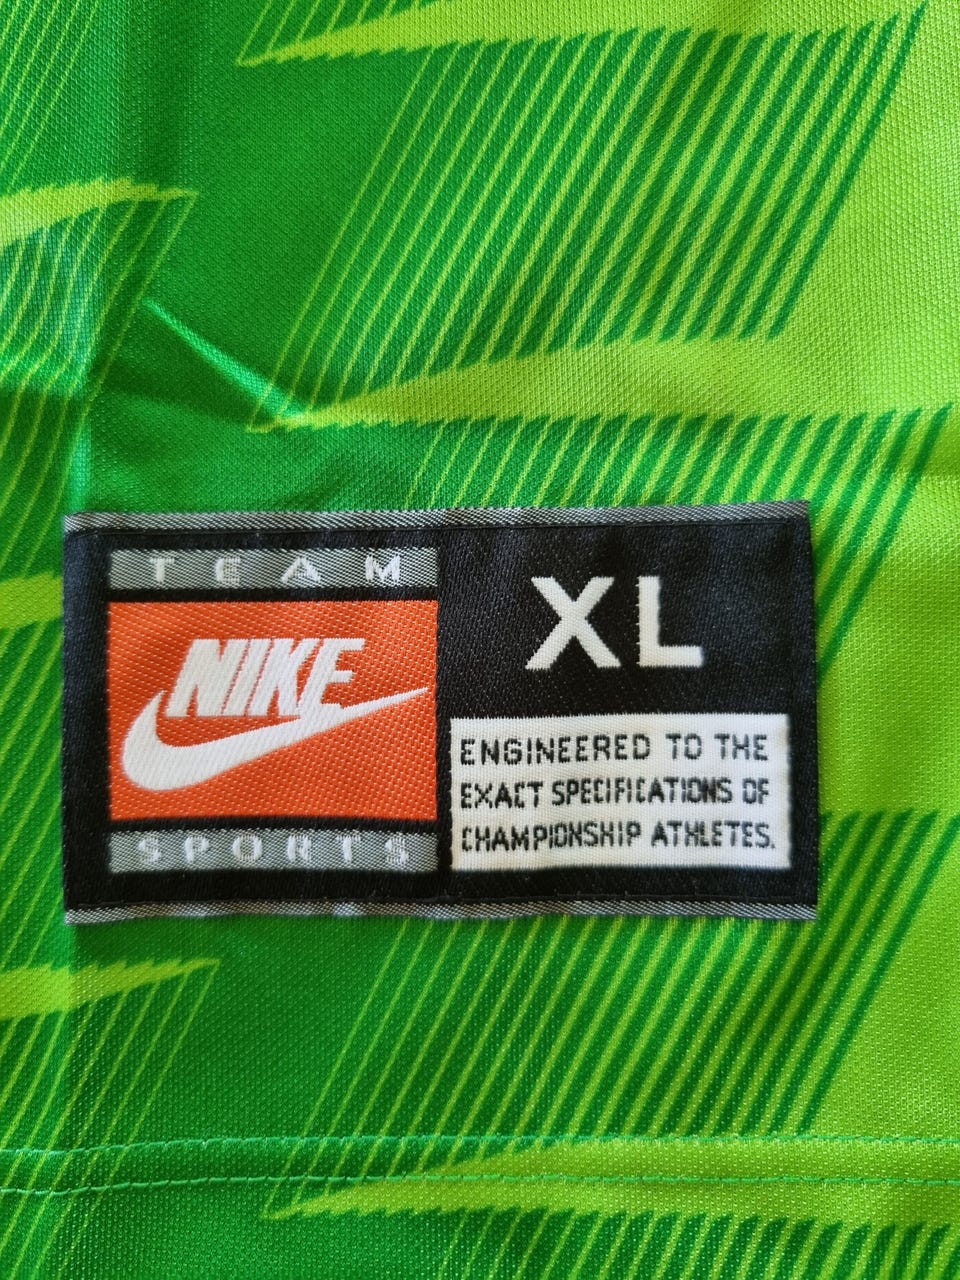 TEAM
NIKE
SPORTS
XL
ENGINEERED TO THE
EXACT SPECIFICATIONS OF
CHAMPIONSHIP ATHLETES.